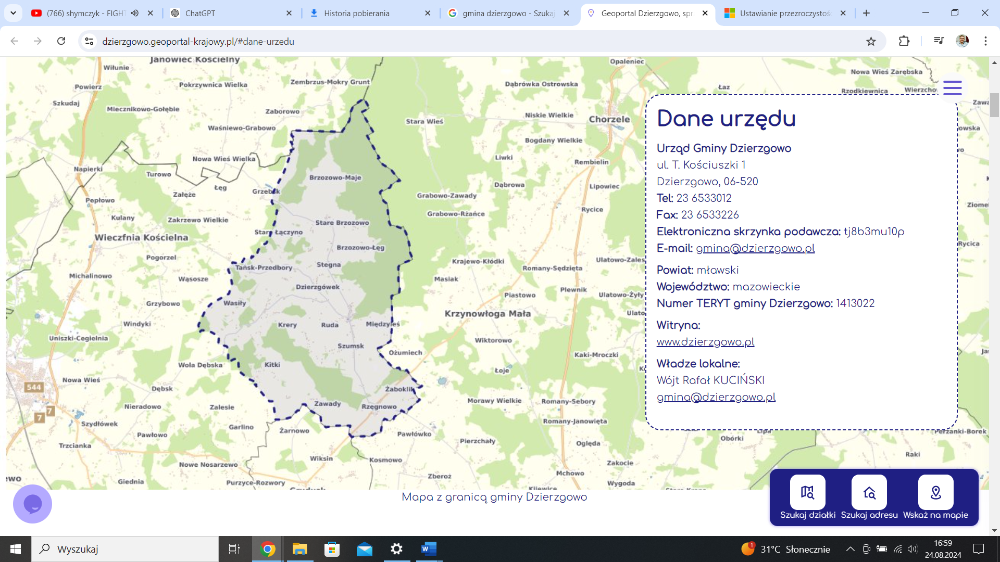 (766) shymczyk - FIGHT
ChatGPT
Historia pobierania
gmina dzierzgowo - Szukaj
Geoportal Dzierzgowo, spr
Ustawianie przezroczystoś
dzierzgowo.geoportal-krajowy.pl/#dane-urzedu
Janowiec Kościelny
Wiłunie
Powierz
Pokrzywnica Wielka
Zembrzus-Mokry Grunt
Opaleniec
Dąbrówka Ostrowska
Łaz
Nowa Wieś Zarębska
Rzodkiewnica
Wierzcho
Szkudaj
Miecznikowo-Gołębie
Zaborowo
Stara Wieś
Niskie Wielkie
Chorzele
Zawa
Waśniewo-Grabowo
Bogdany Wielkie
owska
Nowa Wieś Wielka
Liwki
Rembielin
Napierki
Turowo
Brzozowo-Maje
Łęg
Grzebsk
Dąbrowa
Lipowiec
Załęże
Pepłowo
Grabowo-Zawady
Rycice
Ziome
Kulany
Zakrzewo Wielkie
Grabowo-Rżańce
Stare Brzozowo
Stare Łączyno
Wieczfnia Kościelna
Brzozowo-Łęg
Rycica
Pogorzel
Krajewo-Kłódki
Ulatowo-Zales
Tańsk-Przedbory
Stegna
Romany-Sędzięta
Michalinowo
Wąsosze
Masiak
Dzierzgówek
Plewnik
Piastowo
Ulatowo-Żyły
Grzybowo
Wasiły
Krzynowłoga Mała
Ulato
Windyki
Krery
Ruda
Międzyleś
Uniszki-Cegielnia
Szumsk
Wiktorowo
Ożumiech
Kaki-Mroczki
Wola Dębska
Kitki
Łoje
Nowa Wieś
544
Dębsk
Żaboklik
Nieradowo
Zalesie
Zawady
Rzęgnowo
Morawy Wielkie
Romany-Sebory
7
7
Szydłówek
Garlino
Żarnowo
Romany-Janowięta
Pawłowo
Pawłówko
Perzanki-Borek
Trzcianka
Pierzchały
Oględa
Obórki
Lipa
Nowe Nosarzewo
Wiksin
Kosmowo
Zakocie
Raki
Giednia
Purzyce-Rozwory
Zberoż
Mchowo
Wygoda
Dane urzędu
Urząd Gminy Dzierzgowo
ul. T. Kościuszki 1
Dzierzgowo, 06-520
Tel: 23 6533012
Fax: 23 6533226
Elektroniczna skrzynka podawcza: tj8b3mu10p
E-mail: gmina@dzierzgowo.pl
Powiat: mławski
Województwo: mazowieckie
Numer TERYT gminy Dzierzgowo: 1413022
Witryna:
www.dzierzgowo.pl
Władze lokalne:
Wójt Rafał KUCIŃSKI
gmina@dzierzgowo.pl
Mapa z granicą gminy Dzierzgowo
Szukaj działki
Szukaj adresu
Wskaż na mapie
Wyszukaj
1
31°C Słonecznie
16:59
24.08.2024